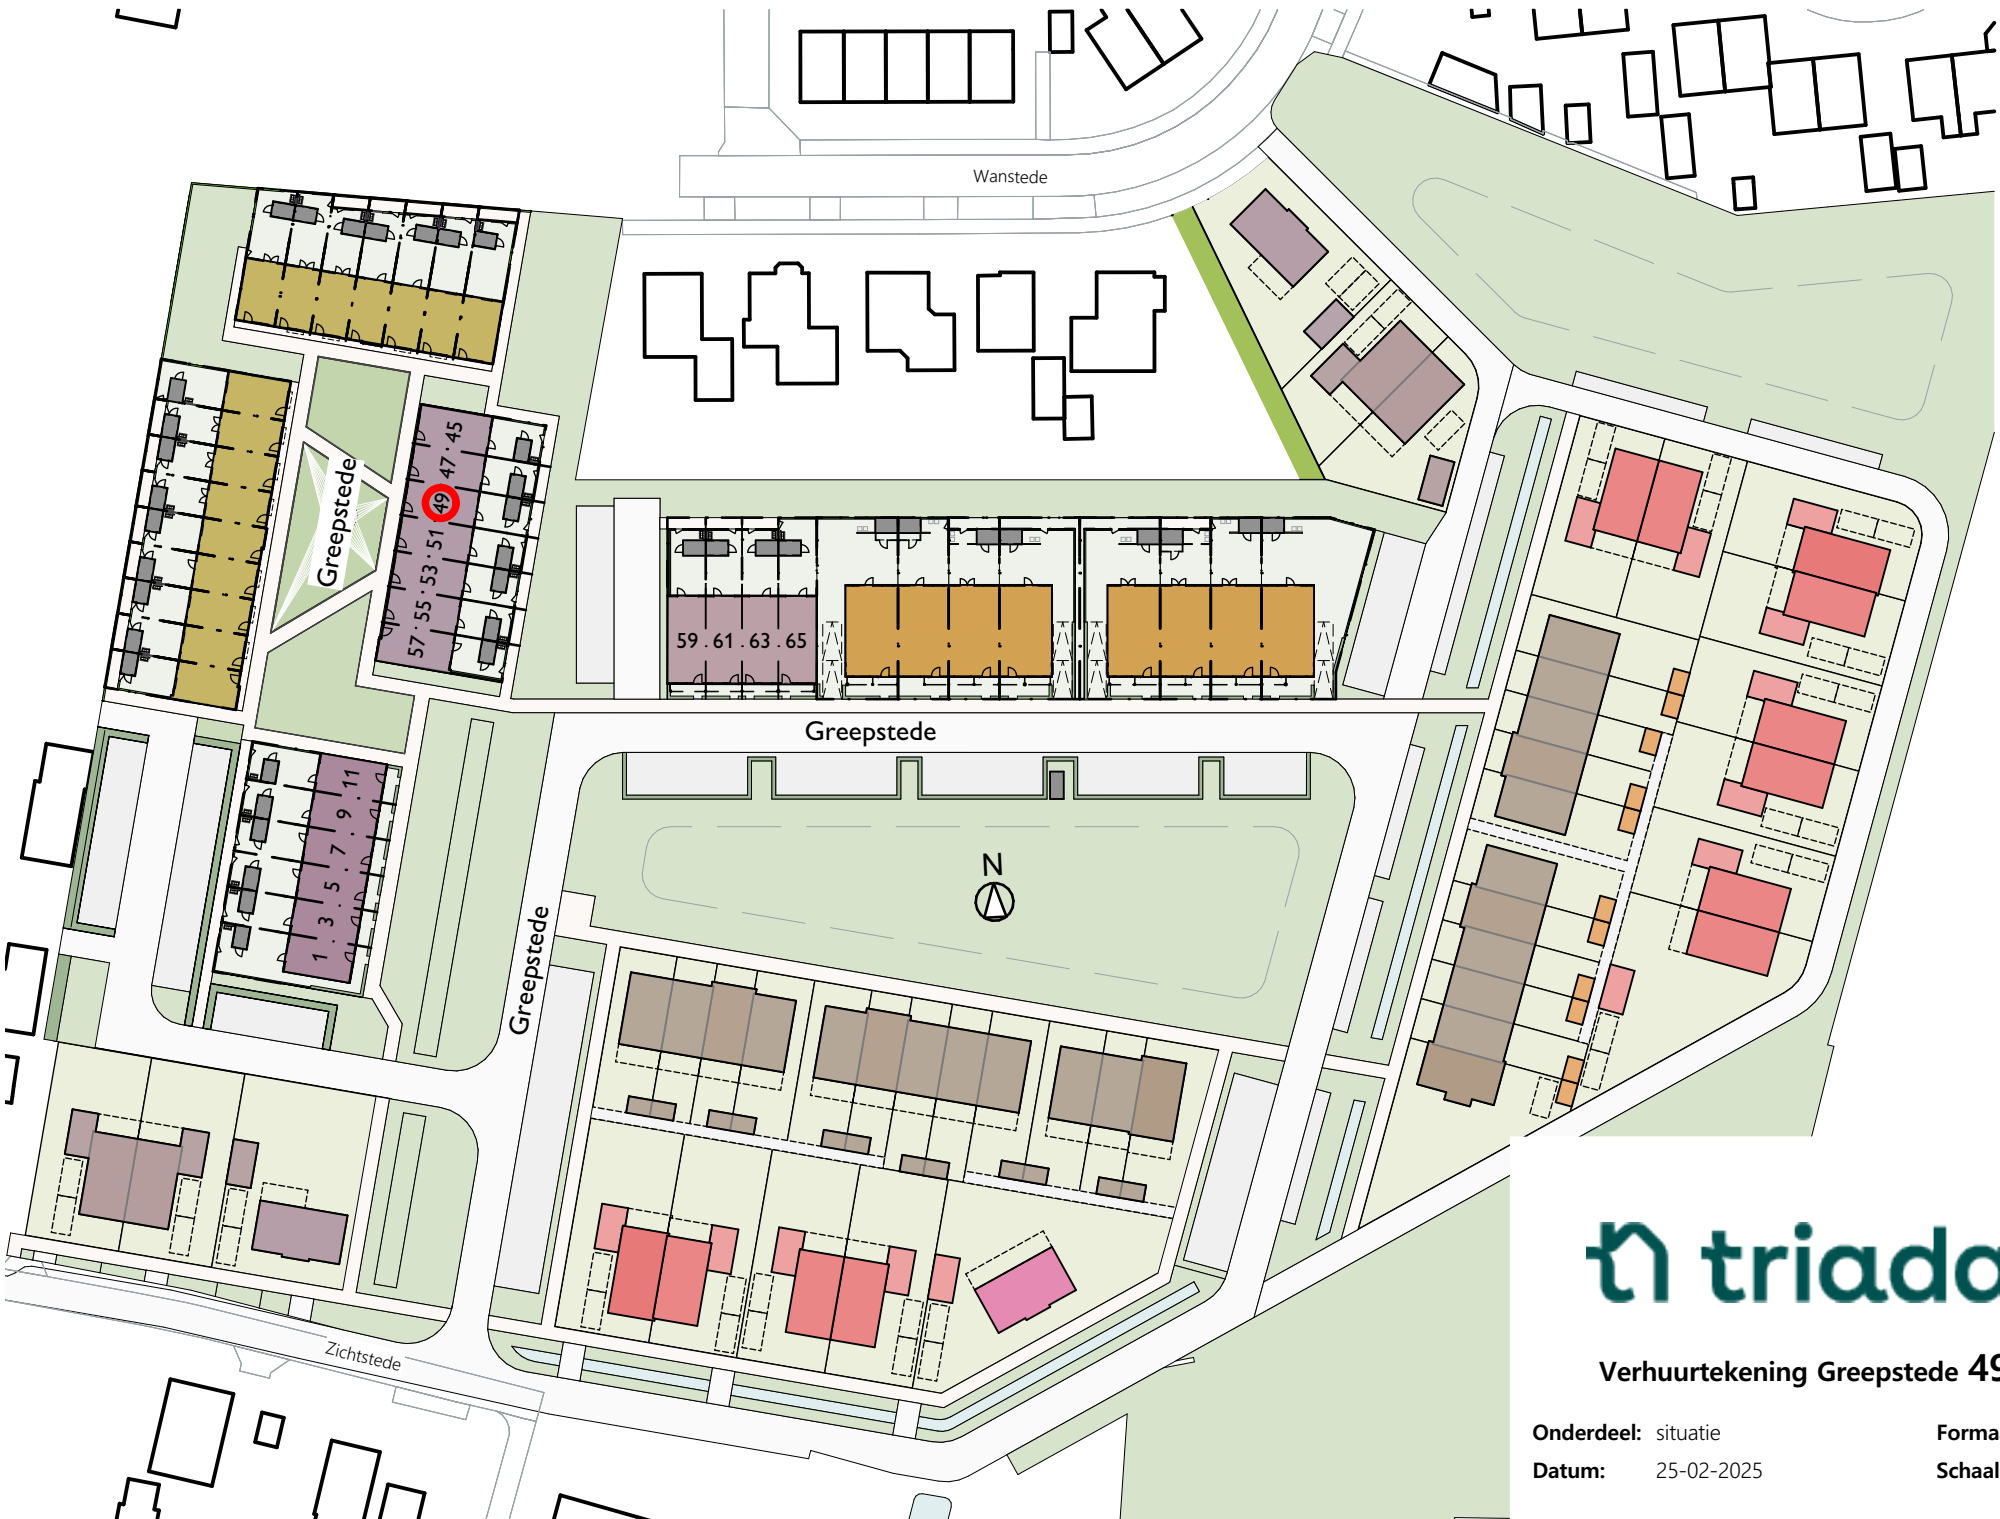 Wanstede
45
47
49
51
53
55
57
Greepstede
59 . 61 . 63 . 65
Greepstede
1 . 3 . 5 . 7 . 9 . 11
N
Greepstede
Zichtstede
triada
Verhuurtekening Greepstede 49
Onderdeel: situatie
Forma
Datum: 25-02-2025
Schaal